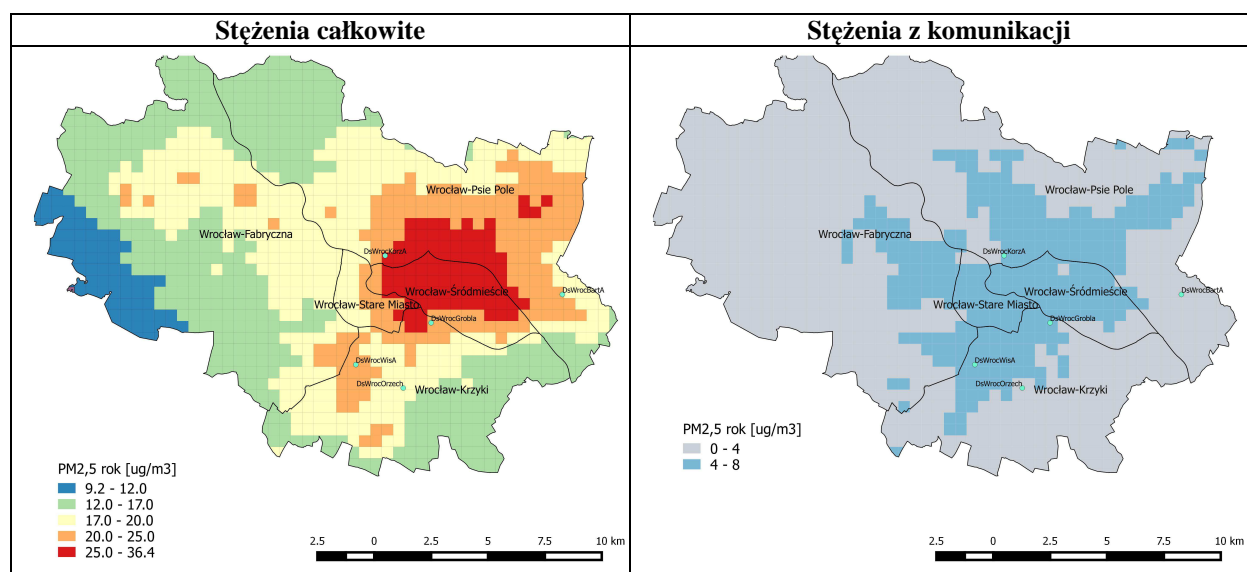 Stężenia całkowite
Stężenia z komunikacji
Wrocław-Psie Pole
Wrocław-Fabryczna
DsWrocKorzA
Wrocław-Śródmieście
DsWrocBartA
Wrocław-Stare Miasto
DsWrocGrobla
DsWrocWisA
DsWrocOrzech
Wrocław-Krzyki
PM2,5 rok [ug/m3]
9.2 - 12.0
12.0 - 17.0
17.0 - 20.0
20.0 - 25.0
25.0 - 36.4
2.5 0 2.5 5 7.5 10 km
Wrocław-Psie Pole
Wrocław-Fabryczna
DsWrocKorzA
Wrocław-Śródmieście
DsWrocBartA
Wrocław-Stare Miasto
DsWrocGrobla
DsWrocWisA
DsWrocOrzech
Wrocław-Krzyki
PM2,5 rok [ug/m3]
0 - 4
4 - 8
2.5 0 2.5 5 7.5 10 km